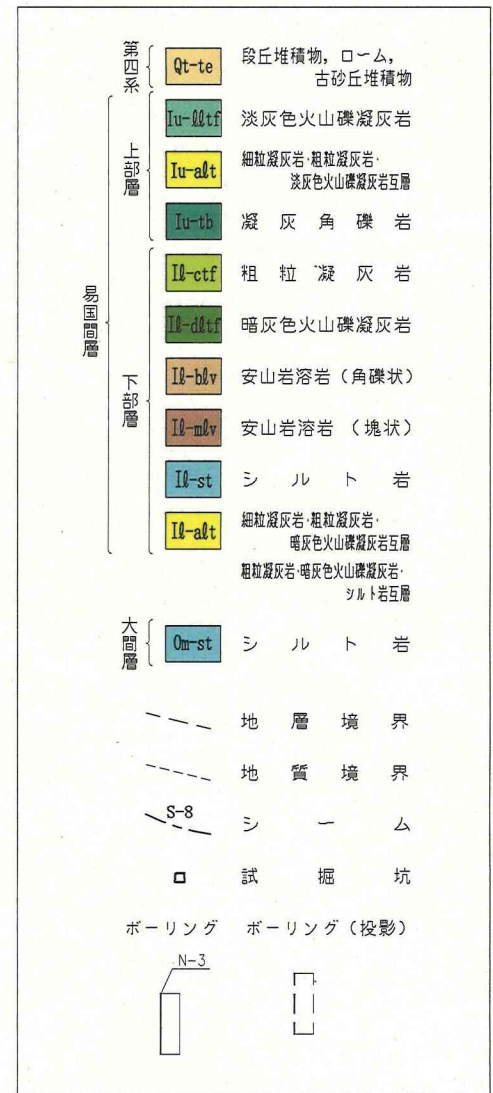 第四系
Qt-te
段丘堆積物，ローム，
古砂丘堆積物
易国間層
上部層
Iu-ℓℓtf
淡灰色火山礫凝灰岩
Iu-aℓt
細粒凝灰岩・粗粒凝灰岩・
淡灰色火山礫凝灰岩互層
Iu-tb
凝灰角礫岩
下部層
Iℓ-ctf
粗粒凝灰岩
Iℓ-dℓtf
暗灰色火山礫凝灰岩
Iℓ-bℓv
安山岩溶岩（角礫状）
Iℓ-mℓv
安山岩溶岩（塊状）
Iℓ-st
シルト岩
Iℓ-aℓt
細粒凝灰岩・粗粒凝灰岩・
暗灰色火山礫凝灰岩互層
粗粒凝灰岩・暗灰色火山礫凝灰岩・
シルト岩互層
大間層
Om-st
シルト岩
地層境界
地質境界
S-8
シーム
試掘坑
ボーリング ボーリング（投影）
N-3